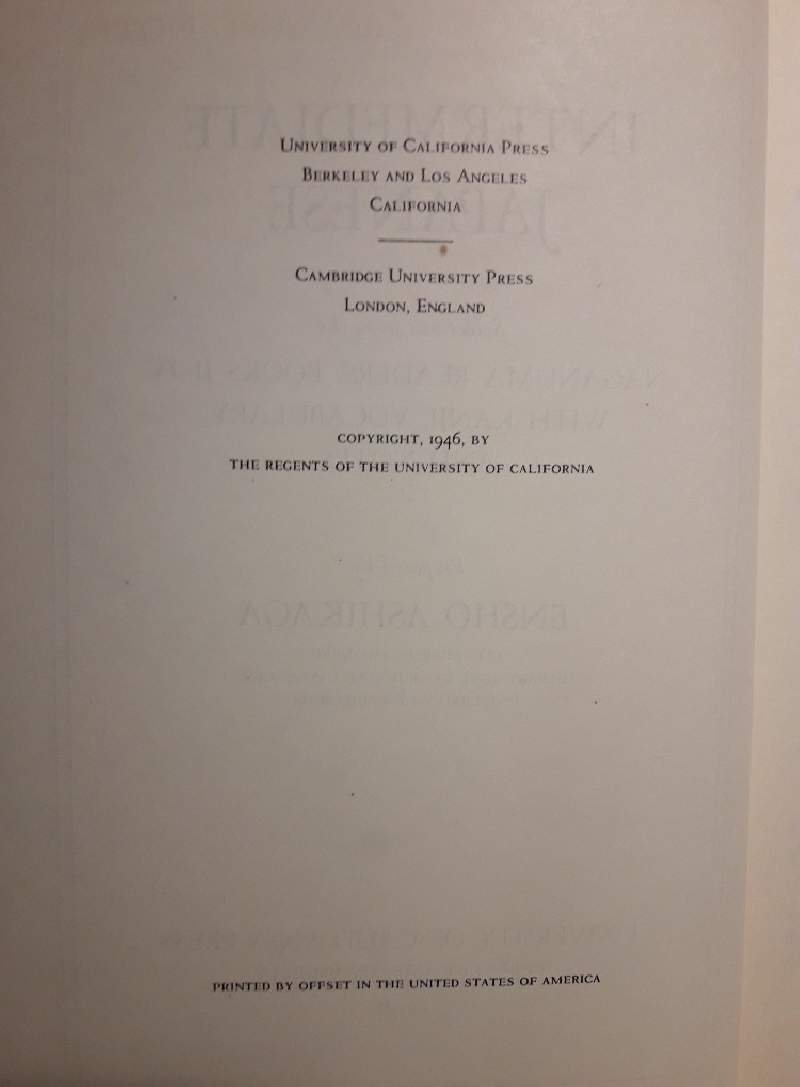 University of California Press
Berkeley and Los Angeles
California
Cambridge University Press
London, England
COPYRIGHT, 1946, BY
THE REGENTS OF THE UNIVERSITY OF CALIFORNIA
PRINTED BY OFFSET IN THE UNITED STATES OF AMERICA